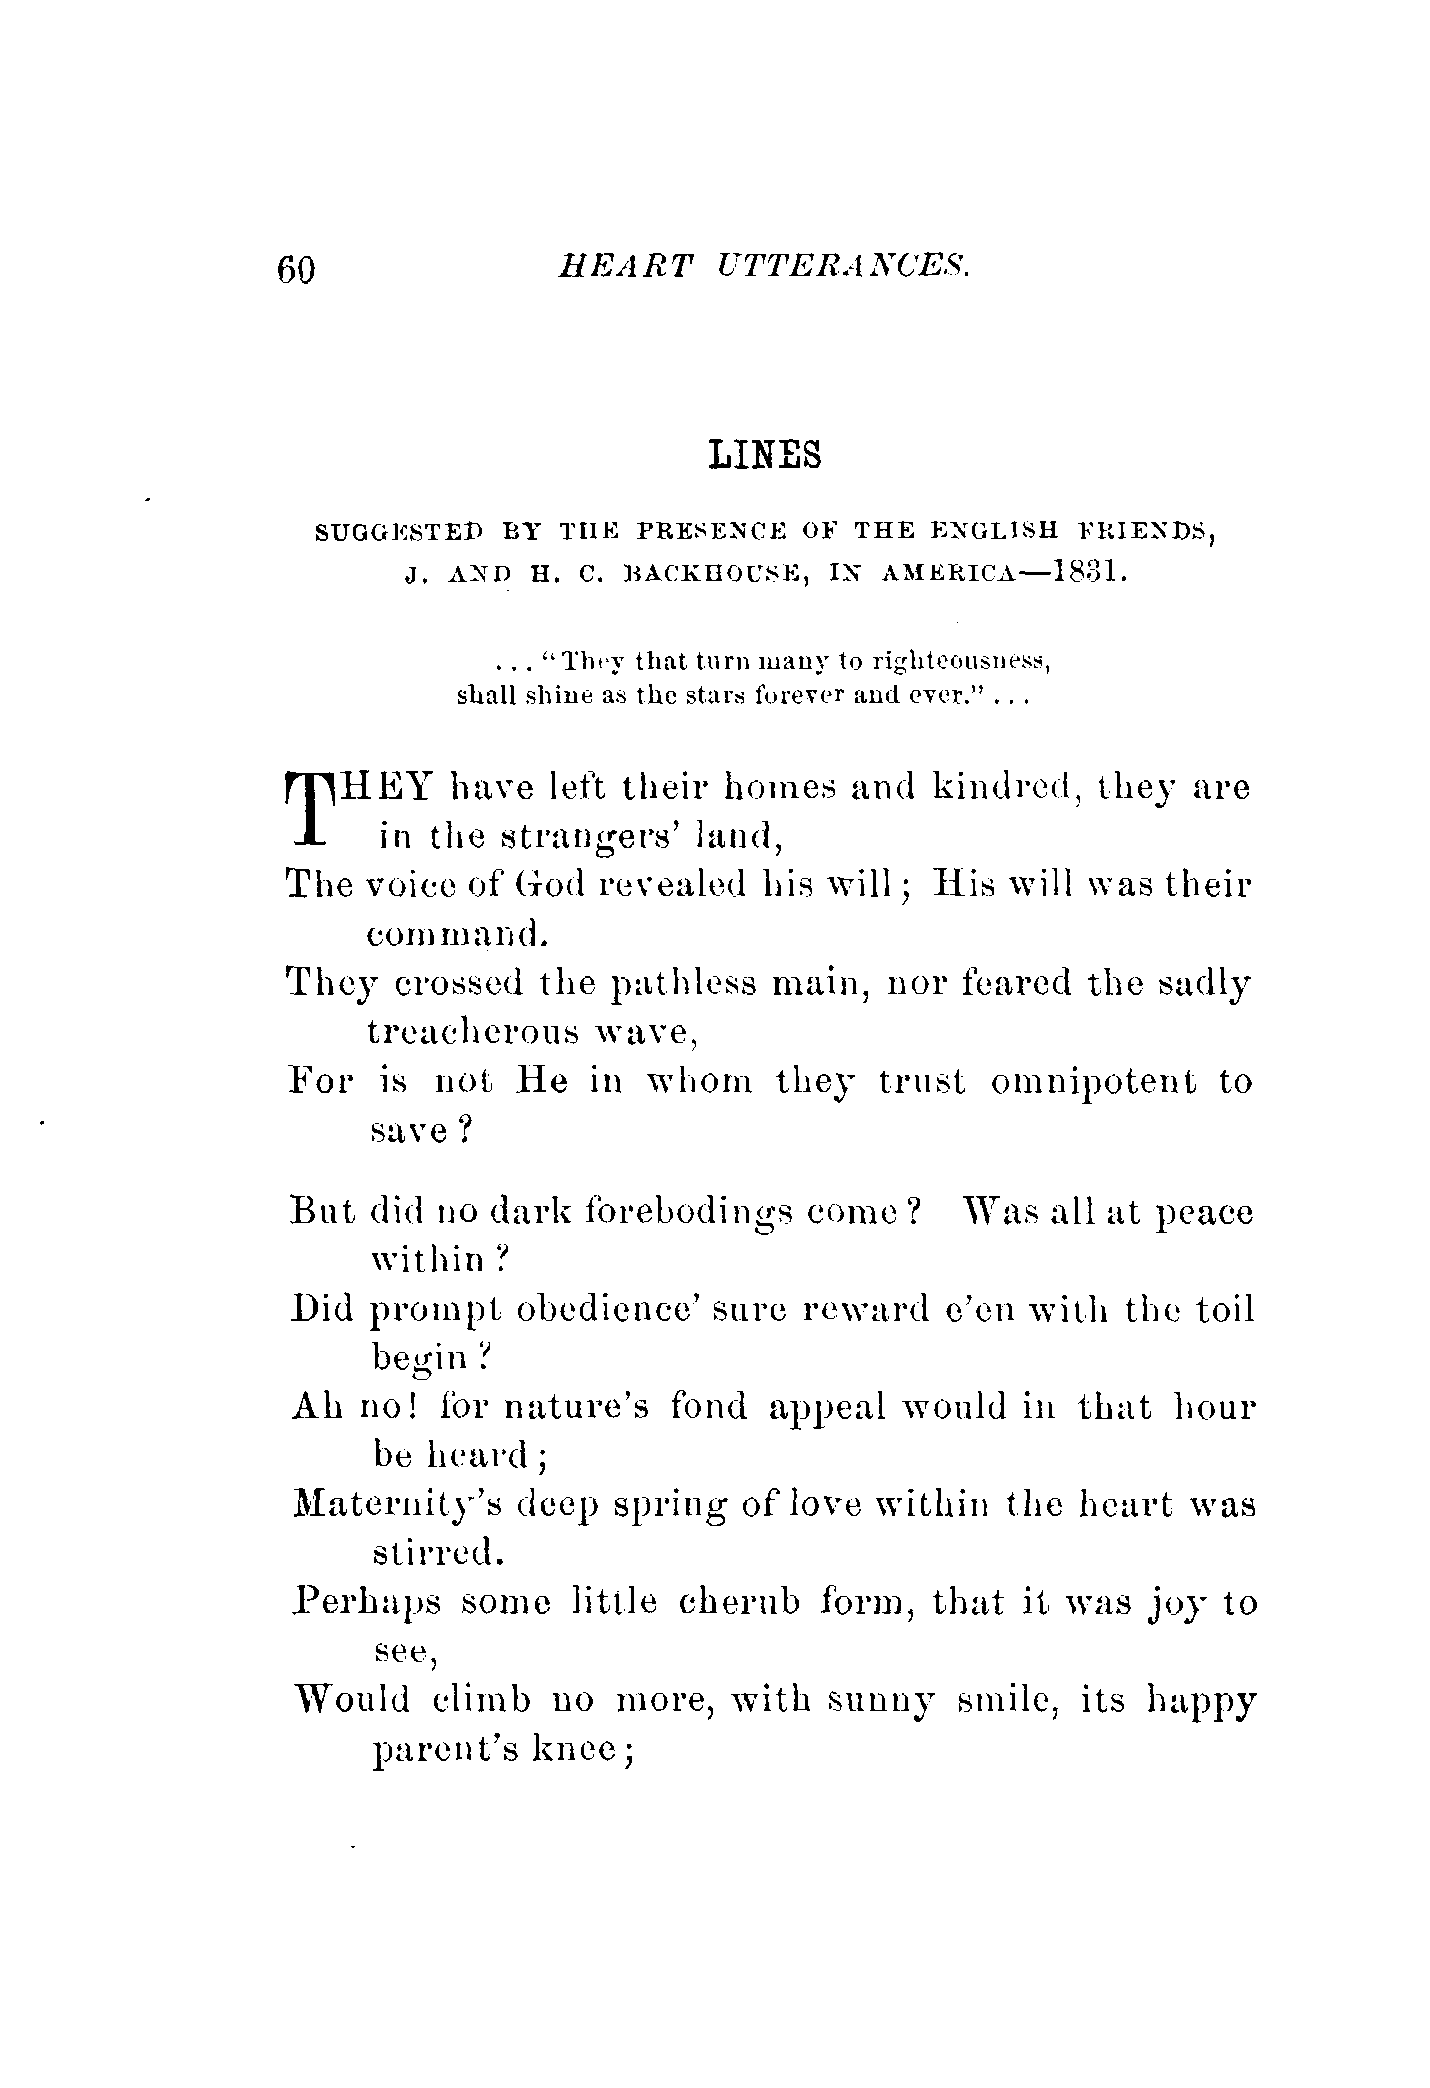 60 HEART UTTERANCES.
LINES
SUGGESTED BY THE PRESENCE OF THE ENGLISH FRIENDS,
J. AND H. C. BACKHOUSE, IN AMERICA—1831.
... "They that turn many to righteousness,
shall shine as the stars forever and ever." ...
THEY have left their homes and kindred, they are
in the strangers' land,
The voice of God revealed his will; His will was their
command.
They crossed the pathless main, nor feared the sadly
treacherous wave,
For is not He in whom they trust omnipotent to
save?
But did no dark forebodings come? Was all at peace
within?
Did prompt obedience' sure reward e'en with the toil
begin?
Ah no! for nature's fond appeal would in that hour
be heard;
Maternity's deep spring of love within the heart was
stirred.
Perhaps some little cherub form, that it was joy to
see,
Would climb no more, with sunny smile, its happy
parent's knee;